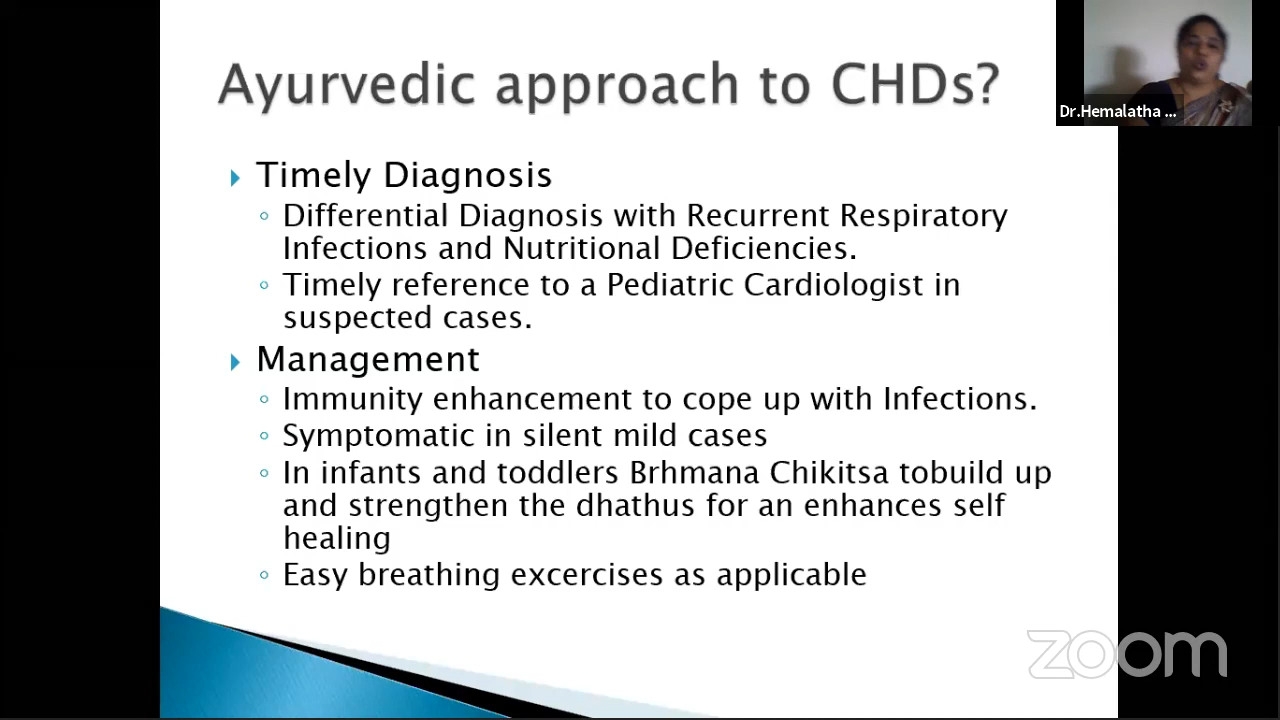 Ayurvedic approach to CHDs?
Dr.Hemalatha ...
Timely Diagnosis
Differential Diagnosis with Recurrent Respiratory
Infections and Nutritional Deficiencies.
Timely reference to a Pediatric Cardiologist in
suspected cases.
Management
Immunity enhancement to cope up with Infections.
Symptomatic in silent mild cases
In infants and toddlers Brhmana Chikitsa tobuild up
and strengthen the dhathus for an enhances self
healing
Easy breathing excercises as applicable
zoom